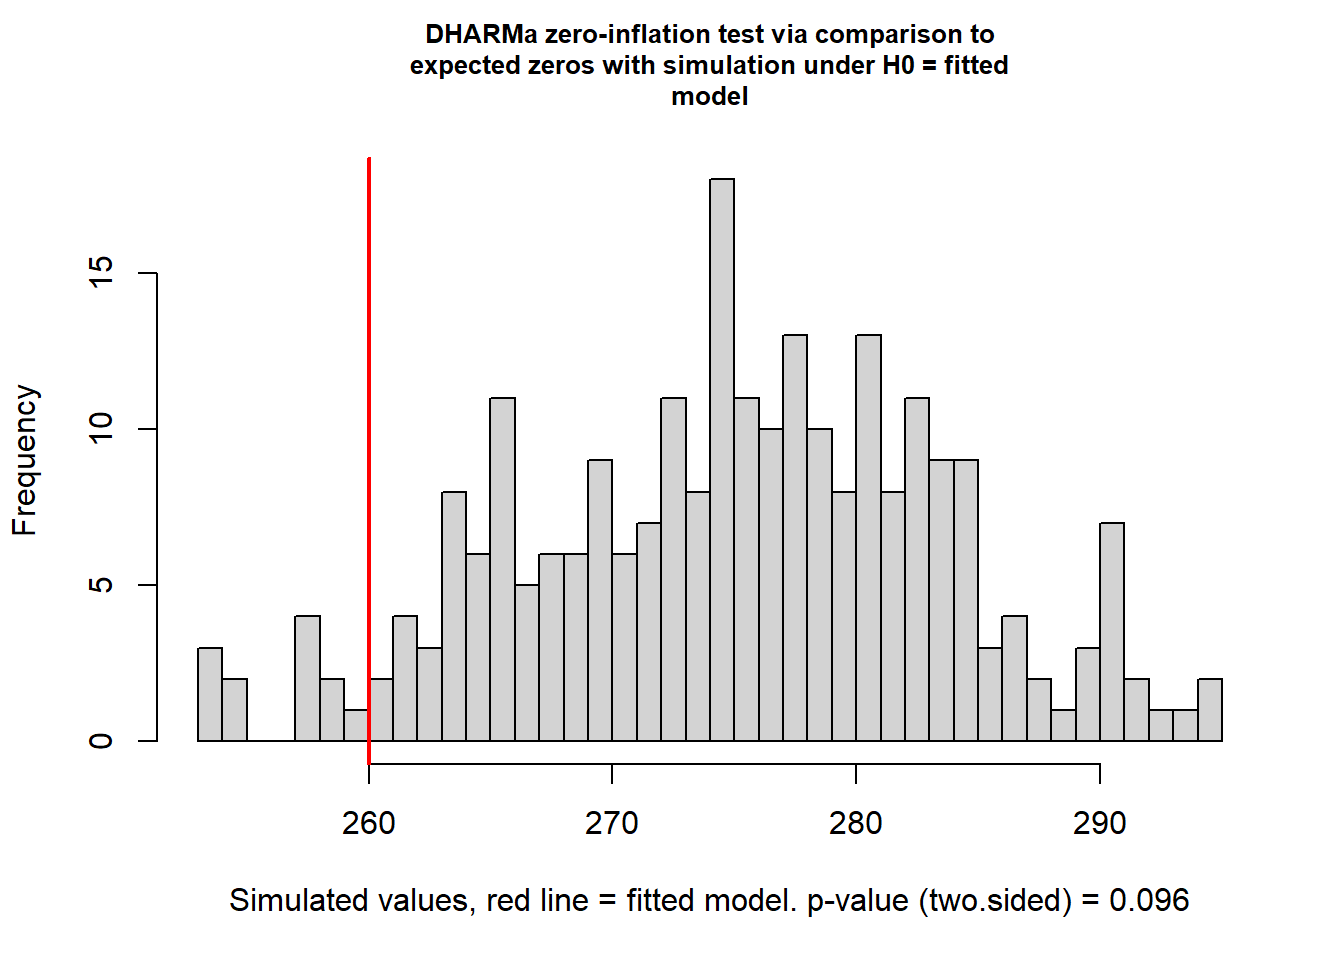 DHARMa zero-inflation test via comparison to
expected zeros with simulation under H0 = fitted
model
Frequency
15
10
5
0
260 270 280 290
Simulated values, red line = fitted model. p-value (two.sided) = 0.096